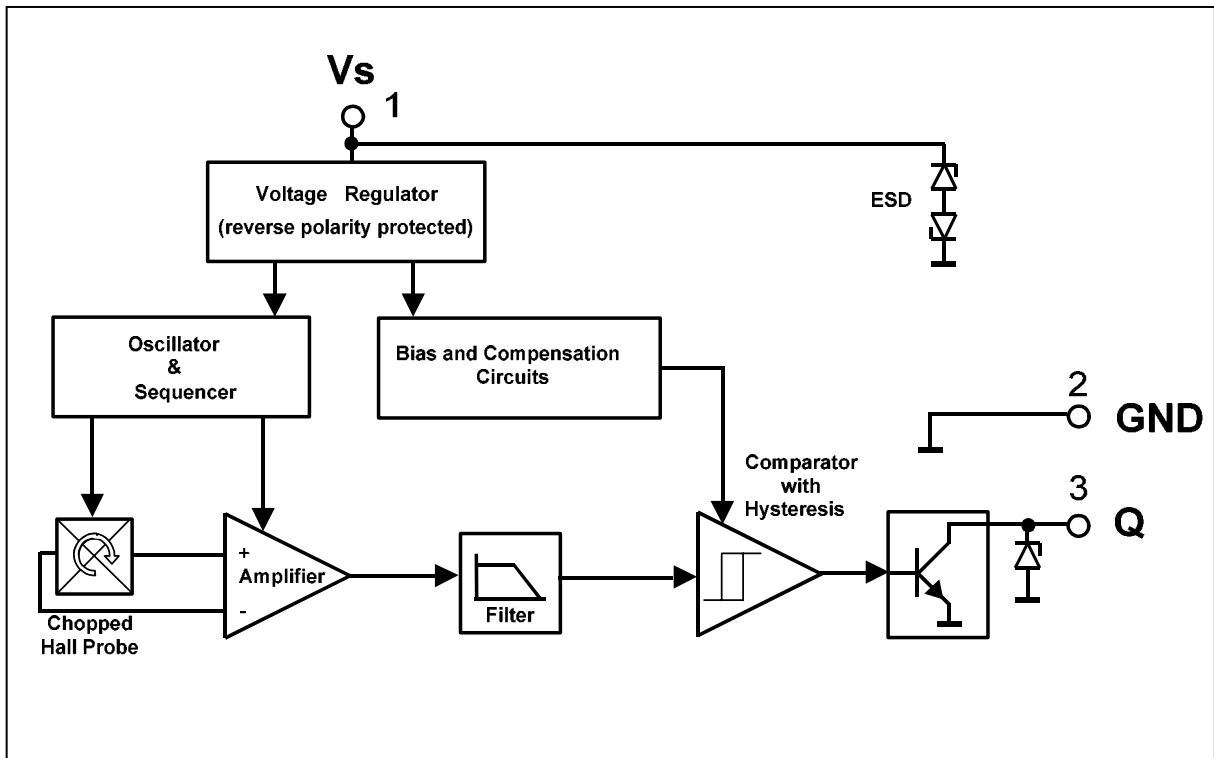 Vs
1
Voltage Regulator
(reverse polarity protected)
ESD
Oscillator
&
Sequencer
Bias and Compensation
Circuits
2
GND
Comparator
with
Hysteresis
3
Q
+
Amplifier
-
Filter
Chopped
Hall Probe